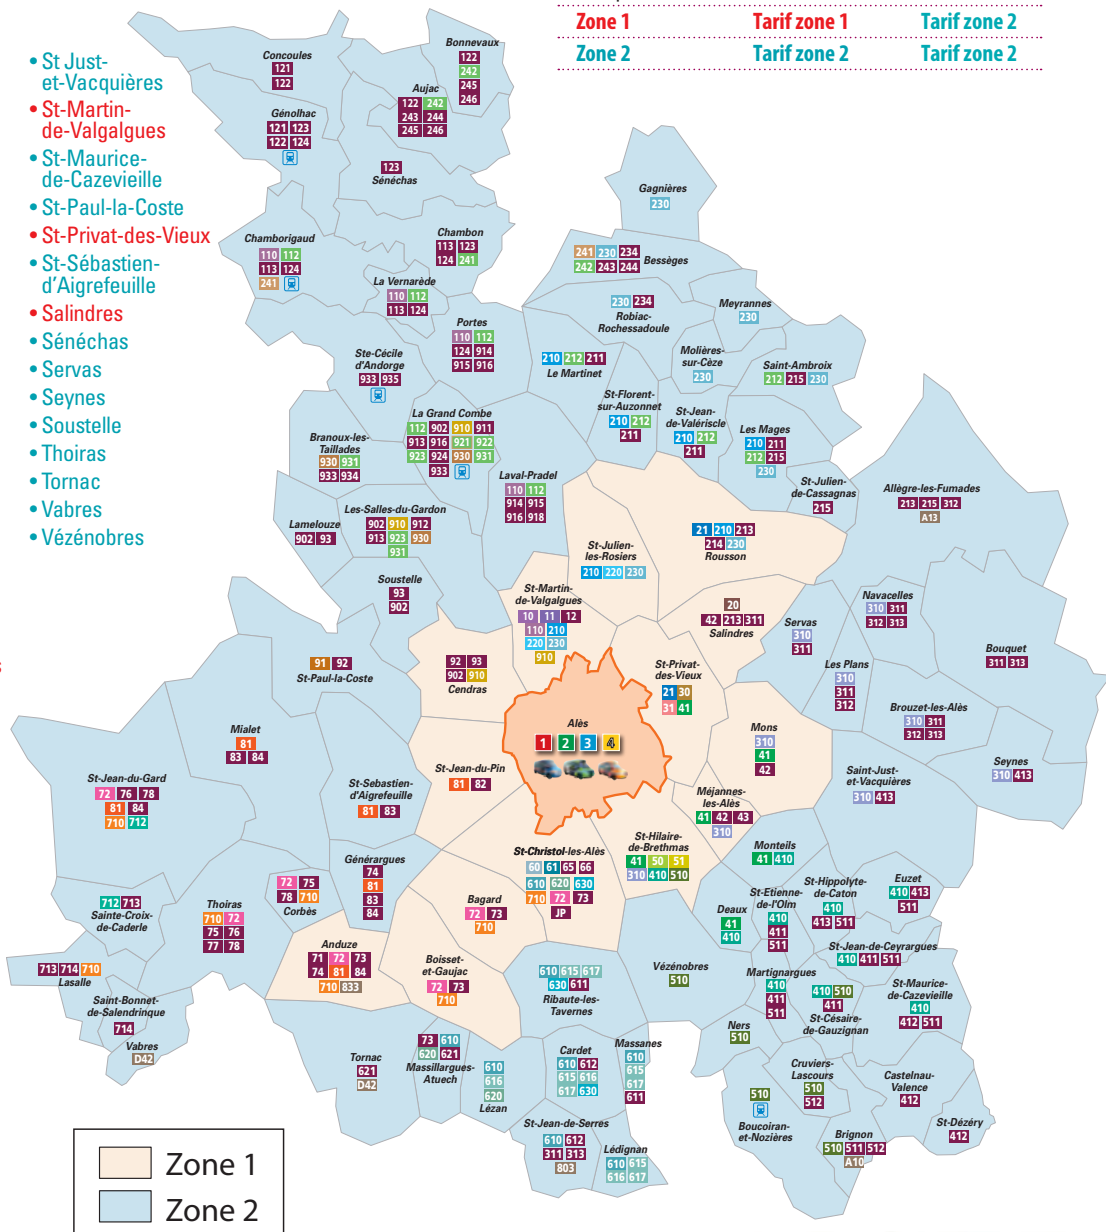 Zone 1 Tarif zone 1 Tarif zone 2
Zone 2 Tarif zone 2 Tarif zone 2
• St Just-
et-Vacquières
• St-Martin-
de-Valgalgues
• St-Maurice-
de-Cazevieille
• St-Paul-la-Coste
• St-Privat-des-Vieux
• St-Sébastien-
d'Aigrefeuille
• Salindres
• Sénéchas
• Servas
• Seynes
• Soustelle
• Thoiras
• Tornac
• Vabres
• Vézénobres
Concoules
121
122
Bonnevaux
122
242
245
246
Aujac
122 242
243 244
245 246
Génolhac
121 123
122 124
123
Sénéchas
Gagnières
230
Chamborigaud
110 112
113 124
241
Chambon
113 123
124 241
La Vernarède
110 112
113 124
241 230 234
242 243 244
Bessèges
230 234
Robiac-
Rochessadoule
Meyrannes
230
Portes
110 112
124 914
915 916
Ste-Cécile
d'Andorge
933 935
210 212 211
Le Martinet
Molières-
sur-Cèze
230
Saint-Ambroix
212 215 230
St-Florent-
sur-Auzonnet
210 212
211
St-Jean-
de-Valériscle
210 212
211
Les Mages
210 211
212 215
230
La Grand Combe
112 902 910 911
913 916 921 922
923 924 930 931
933
Branoux-les-
Taillades
930 931
933 934
Laval-Pradel
110 112
914 915
916 918
St-Julien-
de-Cassagnas
215
Allègre-les-Fumades
213 215 312
A13
Les-Salles-du-Gardon
902 910 912
913 923 930
931
Lamelouze
902 93
21 210 213
214 230
Rousson
St-Julien-
les-Rosiers
210 220 230
Soustelle
93
902
St-Martin-
de-Valgalgues
10 11 12
110 210
220 230
910
20
42 213 311
Salindres
Servas
310
311
Navacelles
310 311
312 313
Bouquet
311 313
91 92
St-Paul-la-Coste
92 93
902 910
Cendras
St-Privat-
des-Vieux
21 30
31 41
Les Plans
310
311
312
Brouzet-les-Alès
310 311
312 313
Mialet
81
83 84
Alès
1 2 3 4
Mons
310
41
42
Seynes
310 413
St-Jean-du-Gard
72 76 78
81 84
710 712
St-Sebastien-
d'Aigrefeuille
81 83
St-Jean-du-Pin
81 82
Saint-Just-
et-Vacquières
310 413
Méjannes-
les-Alès
41 42 43
310
St-Hilaire-
de-Brethmas
41 50 51
310 410 510
Monteils
41 410
St-Christol-les-Alès
60 61 65 66
610 620 630
710 72 73
JP
Générargues
74
81
83
84
72 75
78 710
Corbès
Bagard
72 73
710
712 713
Sainte-Croix-
de-Caderle
Thoiras
710 72
75 76
77 78
Deaux
41
410
St-Etienne-
de-l'Olm
410
411
511
St-Hippolyte-
de-Caton
410
413 511
Euzet
410 413
511
St-Jean-de-Ceyrargues
410 411 511
Anduze
71 72 73
74 81 84
710 833
Boisset-
et-Gaujac
72 73
710
610 615 617
630 611
Ribaute-les-
Tavernes
Vézénobres
510
713 714 710
Lasalle
Saint-Bonnet-
de-Salendrinque
714
Vabres
D42
Martignargues
410
411
511
410 510
411
St-Césaire-
de-Gauzignan
St-Maurice-
de-Cazevieille
410
412 511
Ners
510
Tornac
621
D42
73 610
620 621
Massillargues-
Atuech
610
616
620
Lézan
Cardet
610 612
615 616
617 630
Massanes
610
615
617
611
Cruviers-
Lascours
510
512
Castelnau-
Valence
412
510
Boucoiran-
et-Nozières
St-Jean-de-Serres
610 612
311 313
803
Lédignan
610 615
616 617
Brignon
510 511 512
A10
St-Dézéry
412
Zone 1
Zone 2